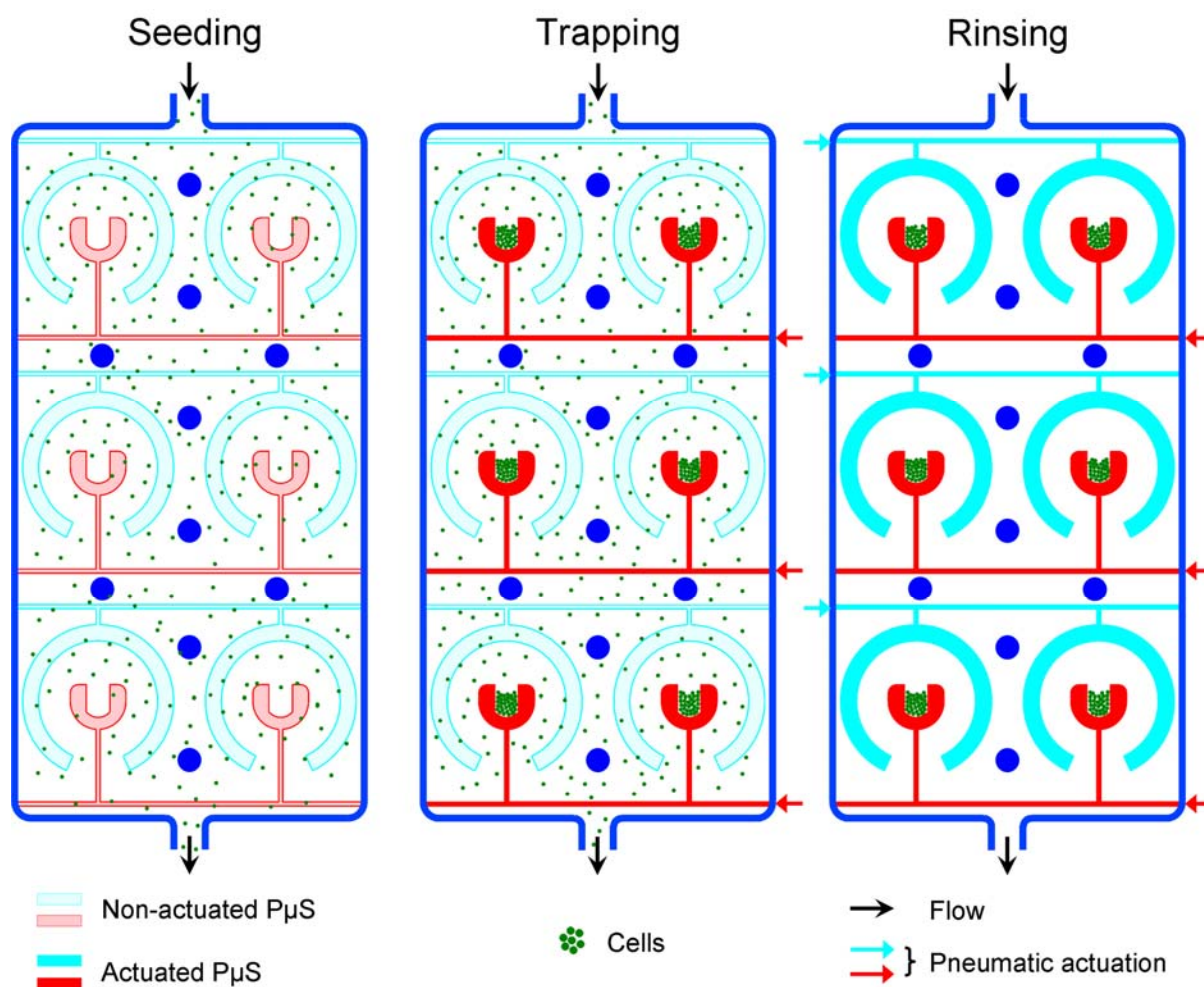 Seeding
Trapping
Rinsing
Non-actuated PµS
Actuated PµS
Cells
Flow
} Pneumatic actuation